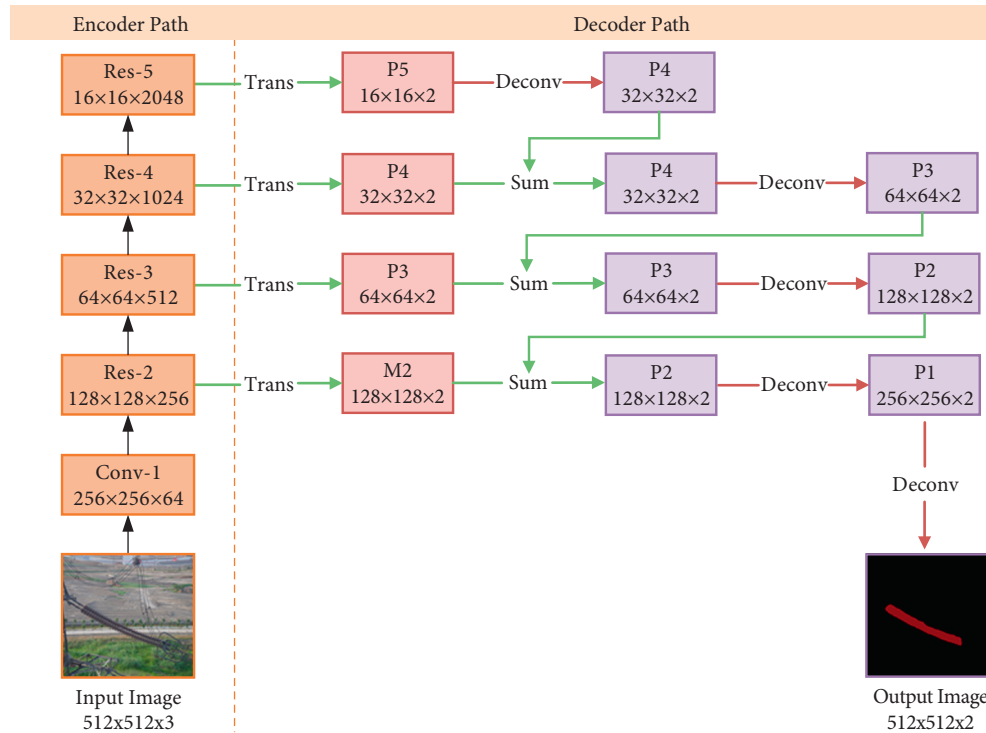 Encoder Path
Decoder Path
Res-5
16×16×2048
Trans
P5
16×16×2
Deconv
P4
32×32×2
Res-4
32×32×1024
Trans
P4
32×32×2
Sum
P4
32×32×2
Deconv
P3
64×64×2
Res-3
64×64×512
Trans
P3
64×64×2
Sum
P3
64×64×2
Deconv
P2
128×128×2
Res-2
128×128×256
Trans
M2
128×128×2
Sum
P2
128×128×2
Deconv
P1
256×256×2
Conv-1
256×256×64
Deconv
Input Image
512x512x3
Output Image
512x512x2